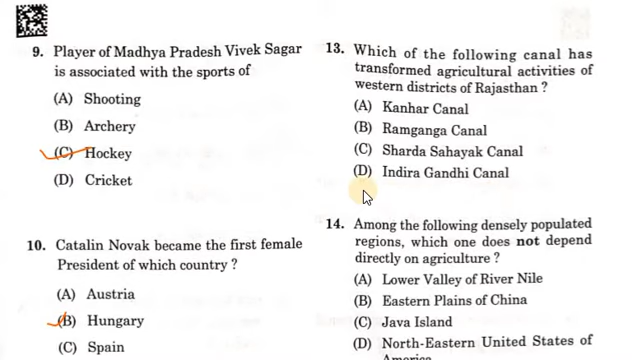 9. Player of Madhya Pradesh Vivek Sagar
is associated with the sports of
(A) Shooting
(B) Archery
(C) Hockey
(D) Cricket
10. Catalin Novak became the first female
President of which country ?
(A) Austria
(B) Hungary
(C) Spain
13. Which of the following canal has
transformed agricultural activities of
western districts of Rajasthan ?
(A) Kanhar Canal
(B) Ramganga Canal
(C) Sharda Sahayak Canal
(D) Indira Gandhi Canal
14. Among the following densely populated
regions, which one does not depend
directly on agriculture ?
(A) Lower Valley of River Nile
(B) Eastern Plains of China
(C) Java Island
(D) North-Eastern United States of